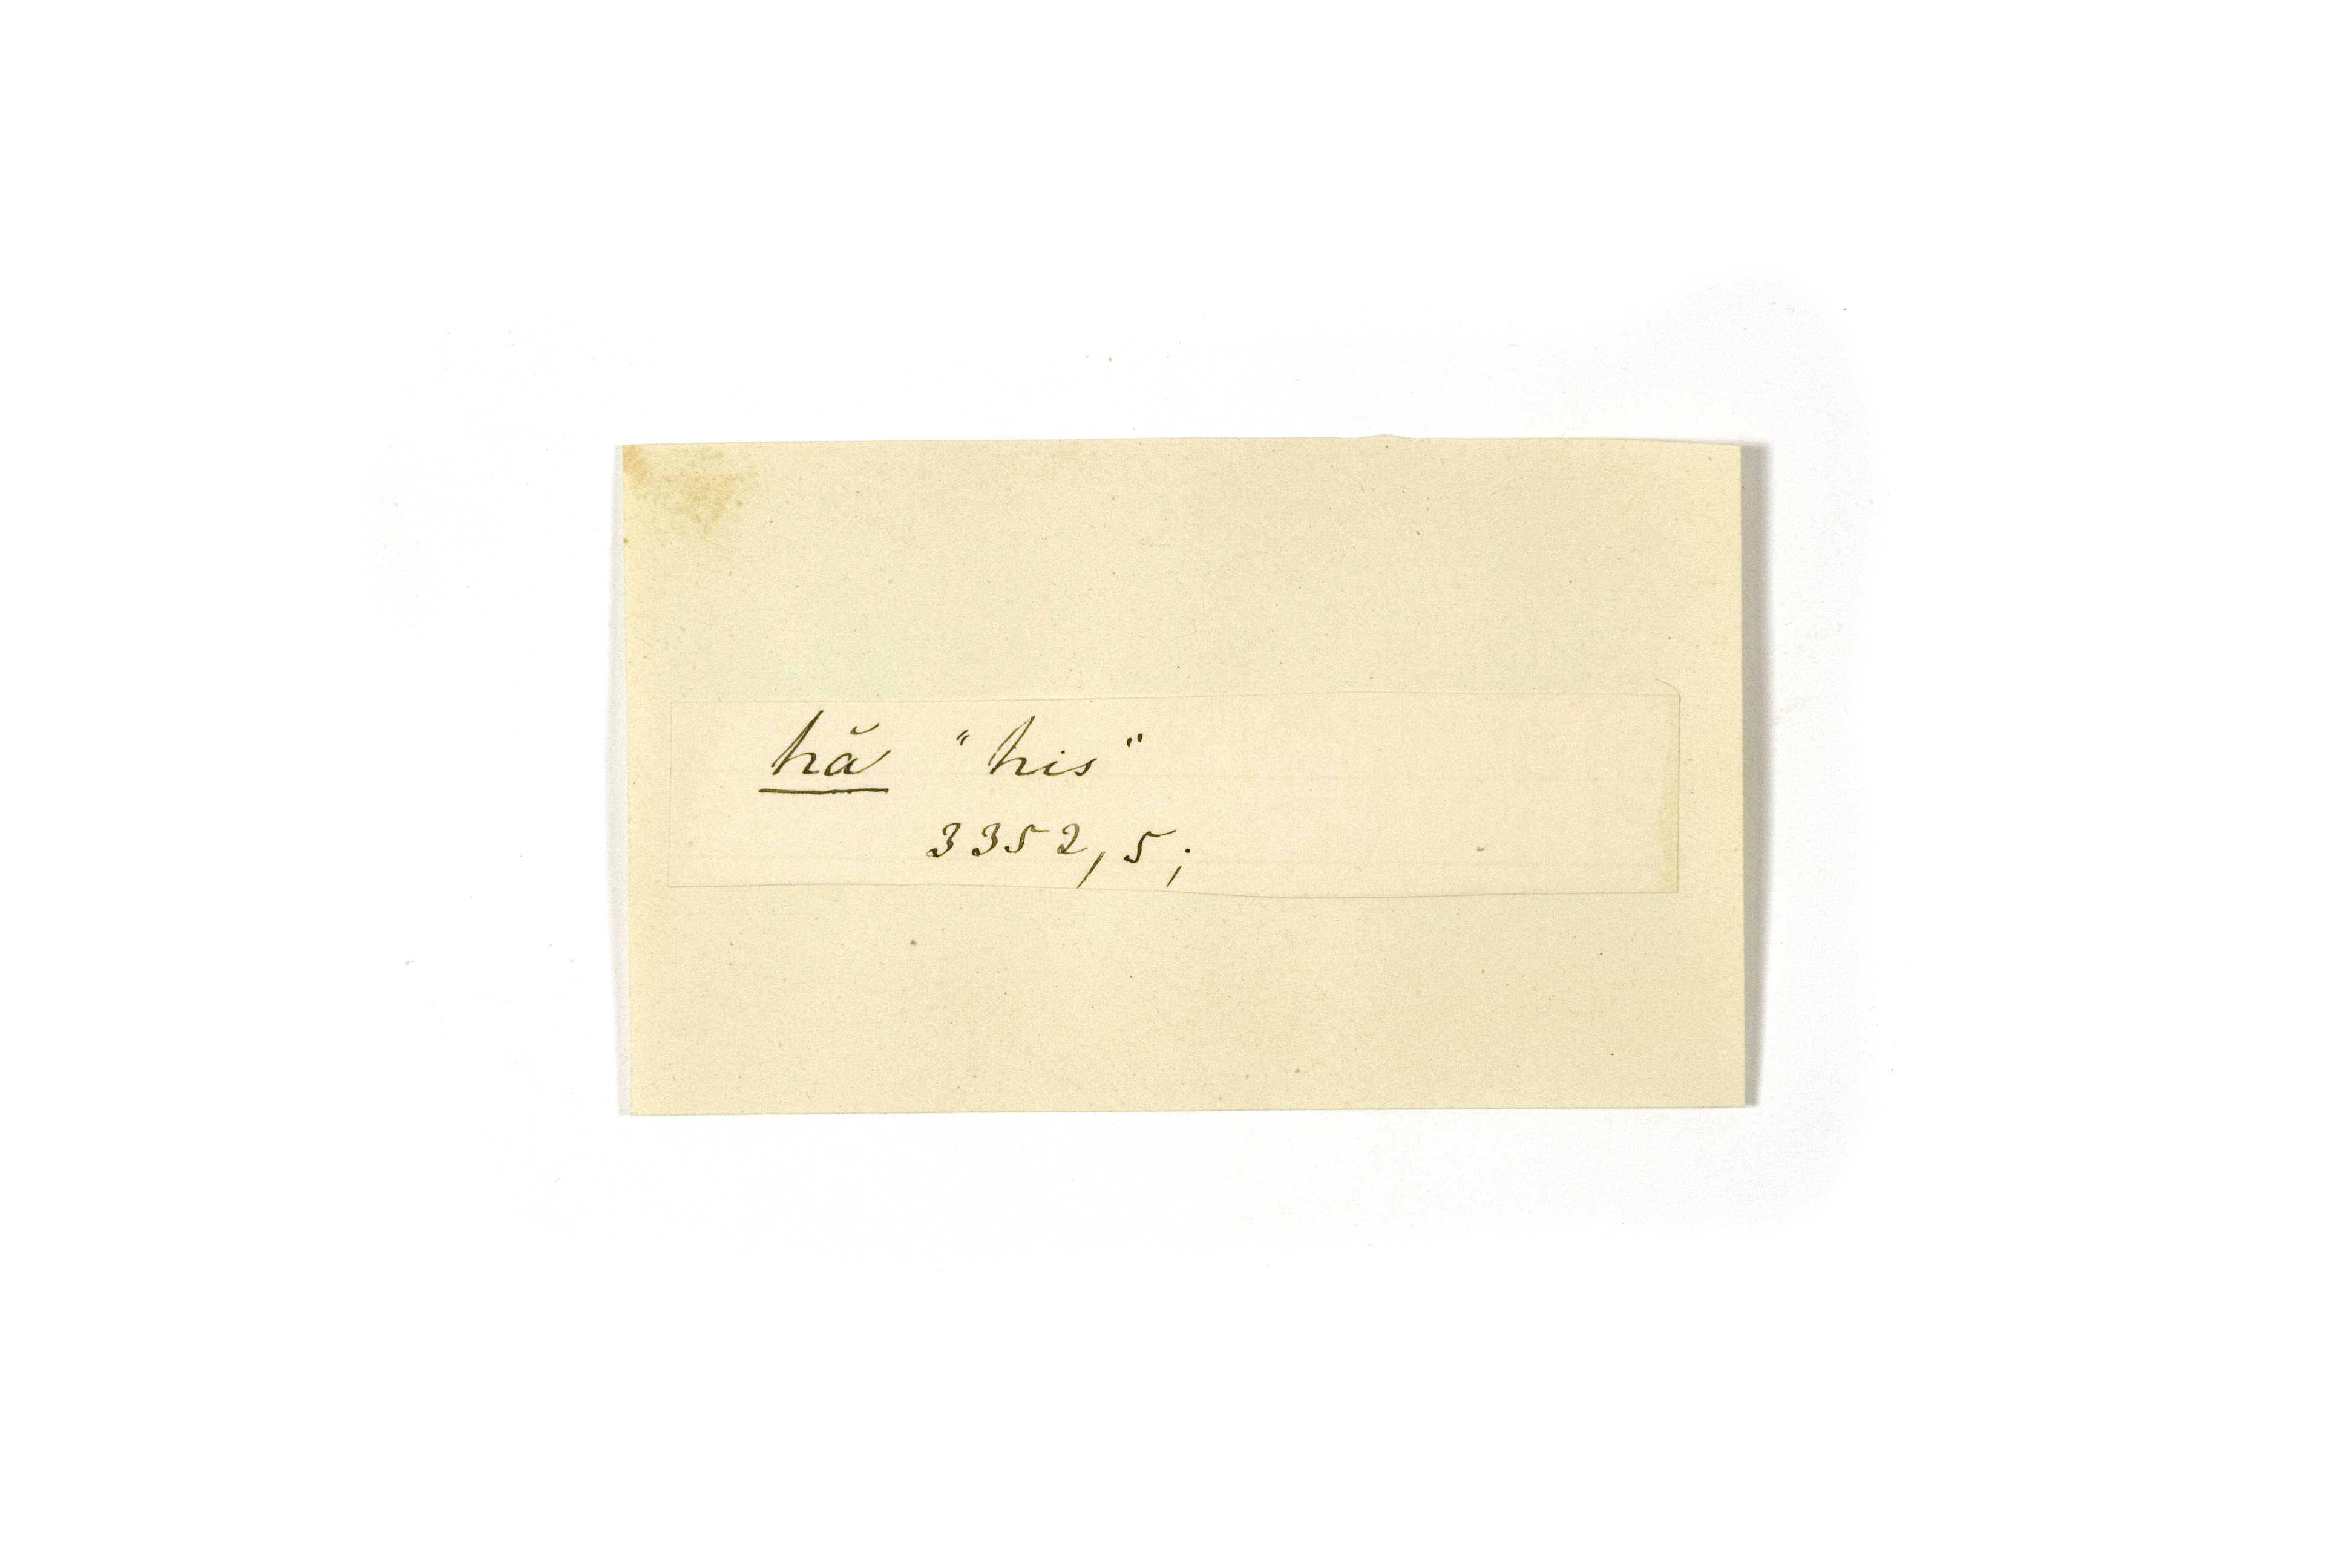 hă “his”
3352, 5;